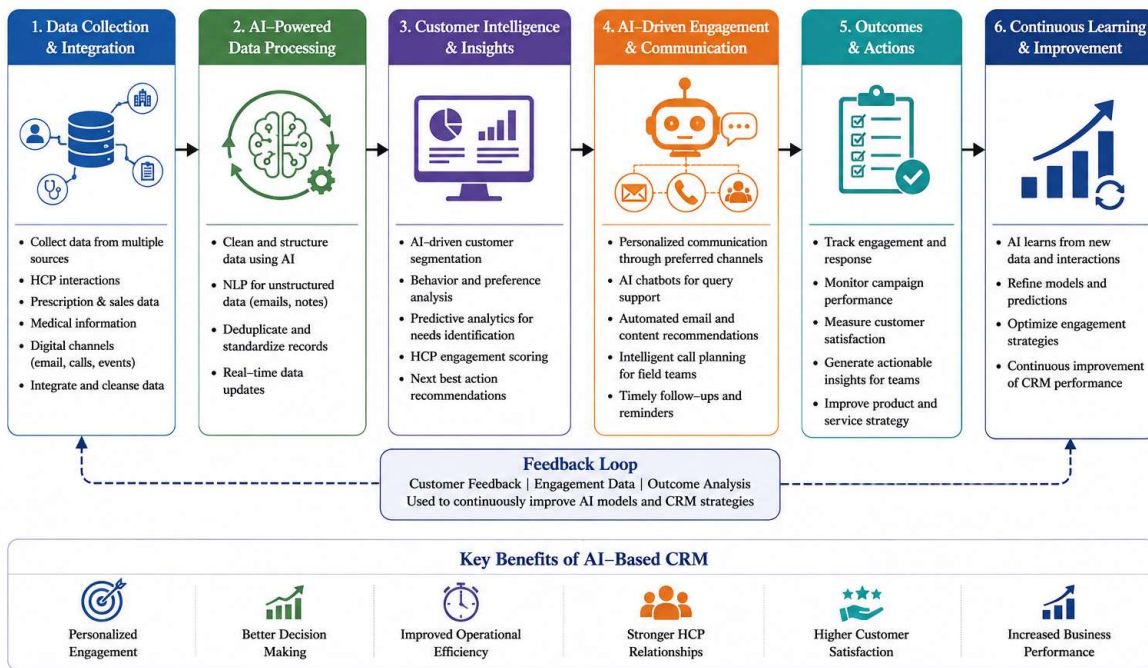 1. Data Collection
& Integration
• Collect data from multiple
sources
• HCP interactions
• Prescription & sales data
• Medical information
• Digital channels
(email, calls, events)
• Integrate and cleanse data
2. AI–Powered
Data Processing
• Clean and structure
data using AI
• NLP for unstructured
data (emails, notes)
• Deduplicate and
standardize records
• Real–time data
updates
3. Customer Intelligence
& Insights
• AI–driven customer
segmentation
• Behavior and preference
analysis
• Predictive analytics for
needs identification
• HCP engagement scoring
• Next best action
recommendations
4. AI–Driven Engagement
& Communication
• Personalized communication
through preferred channels
• AI chatbots for query
support
• Automated email and
content recommendations
• Intelligent call planning
for field teams
• Timely follow–ups and
reminders
5. Outcomes
& Actions
• Track engagement and
response
• Monitor campaign
performance
• Measure customer
satisfaction
• Generate actionable
insights for teams
• Improve product and
service strategy
6. Continuous Learning
& Improvement
• AI learns from new
data and interactions
• Refine models and
predictions
• Optimize engagement
strategies
• Continuous improvement
of CRM performance
Feedback Loop
Customer Feedback | Engagement Data | Outcome Analysis
Used to continuously improve AI models and CRM strategies
Key Benefits of AI–Based CRM
Personalized
Engagement
Better Decision
Making
Improved Operational
Efficiency
Stronger HCP
Relationships
Higher Customer
Satisfaction
Increased Business
Performance